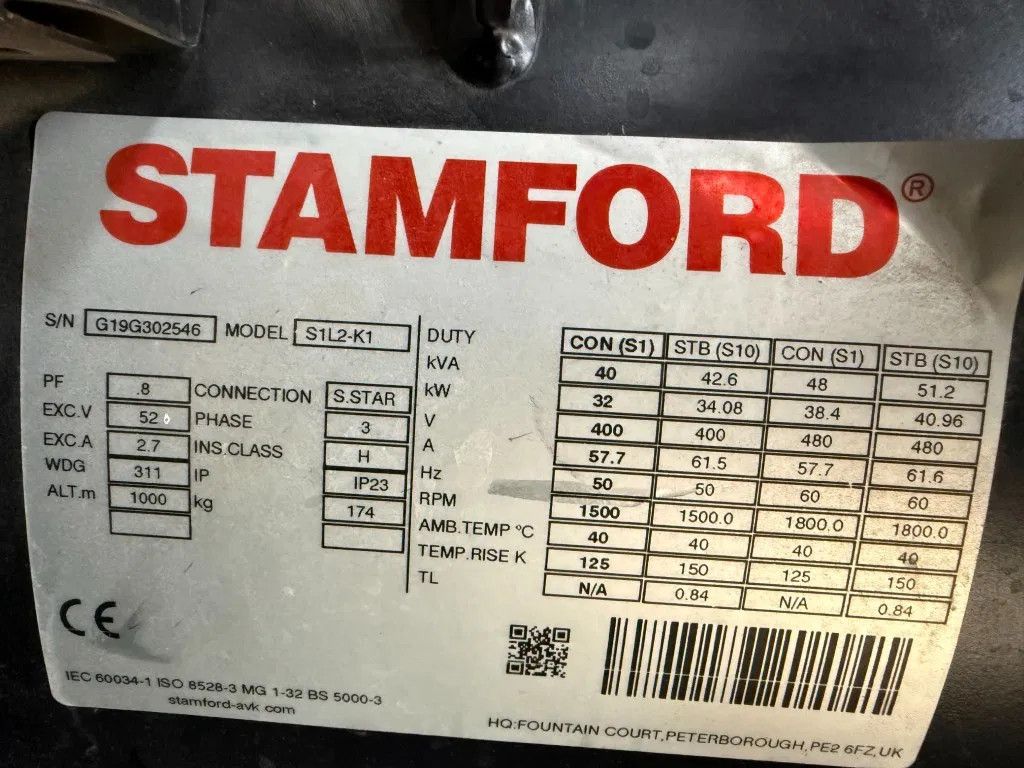 STAMFORD®
S/N G19G302546 MODEL S1L2-K1
PF .8 CONNECTION S.STAR
EXC.V 52 PHASE 3
EXC.A 2.7 INS.CLASS H
WDG 311 IP IP23
ALT.m 1000 kg 174
DUTY CON (S1) STB (S10) CON (S1) STB (S10)
kVA 40 42.6 48 51.2
kW 32 34.08 38.4 40.96
V 400 400 480 480
A 57.7 61.5 57.7 61.6
Hz 50 50 60 60
RPM 1500 1500.0 1800.0 1800.0
AMB.TEMP °C 40 40 40 40
TEMP.RISE K 125 150 125 150
TL N/A 0.84 N/A 0.84
CE
IEC 60034-1 ISO 8528-3 MG 1-32 BS 5000-3
stamford-avk.com
HQ:FOUNTAIN COURT,PETERBOROUGH,PE2 6FZ,UK